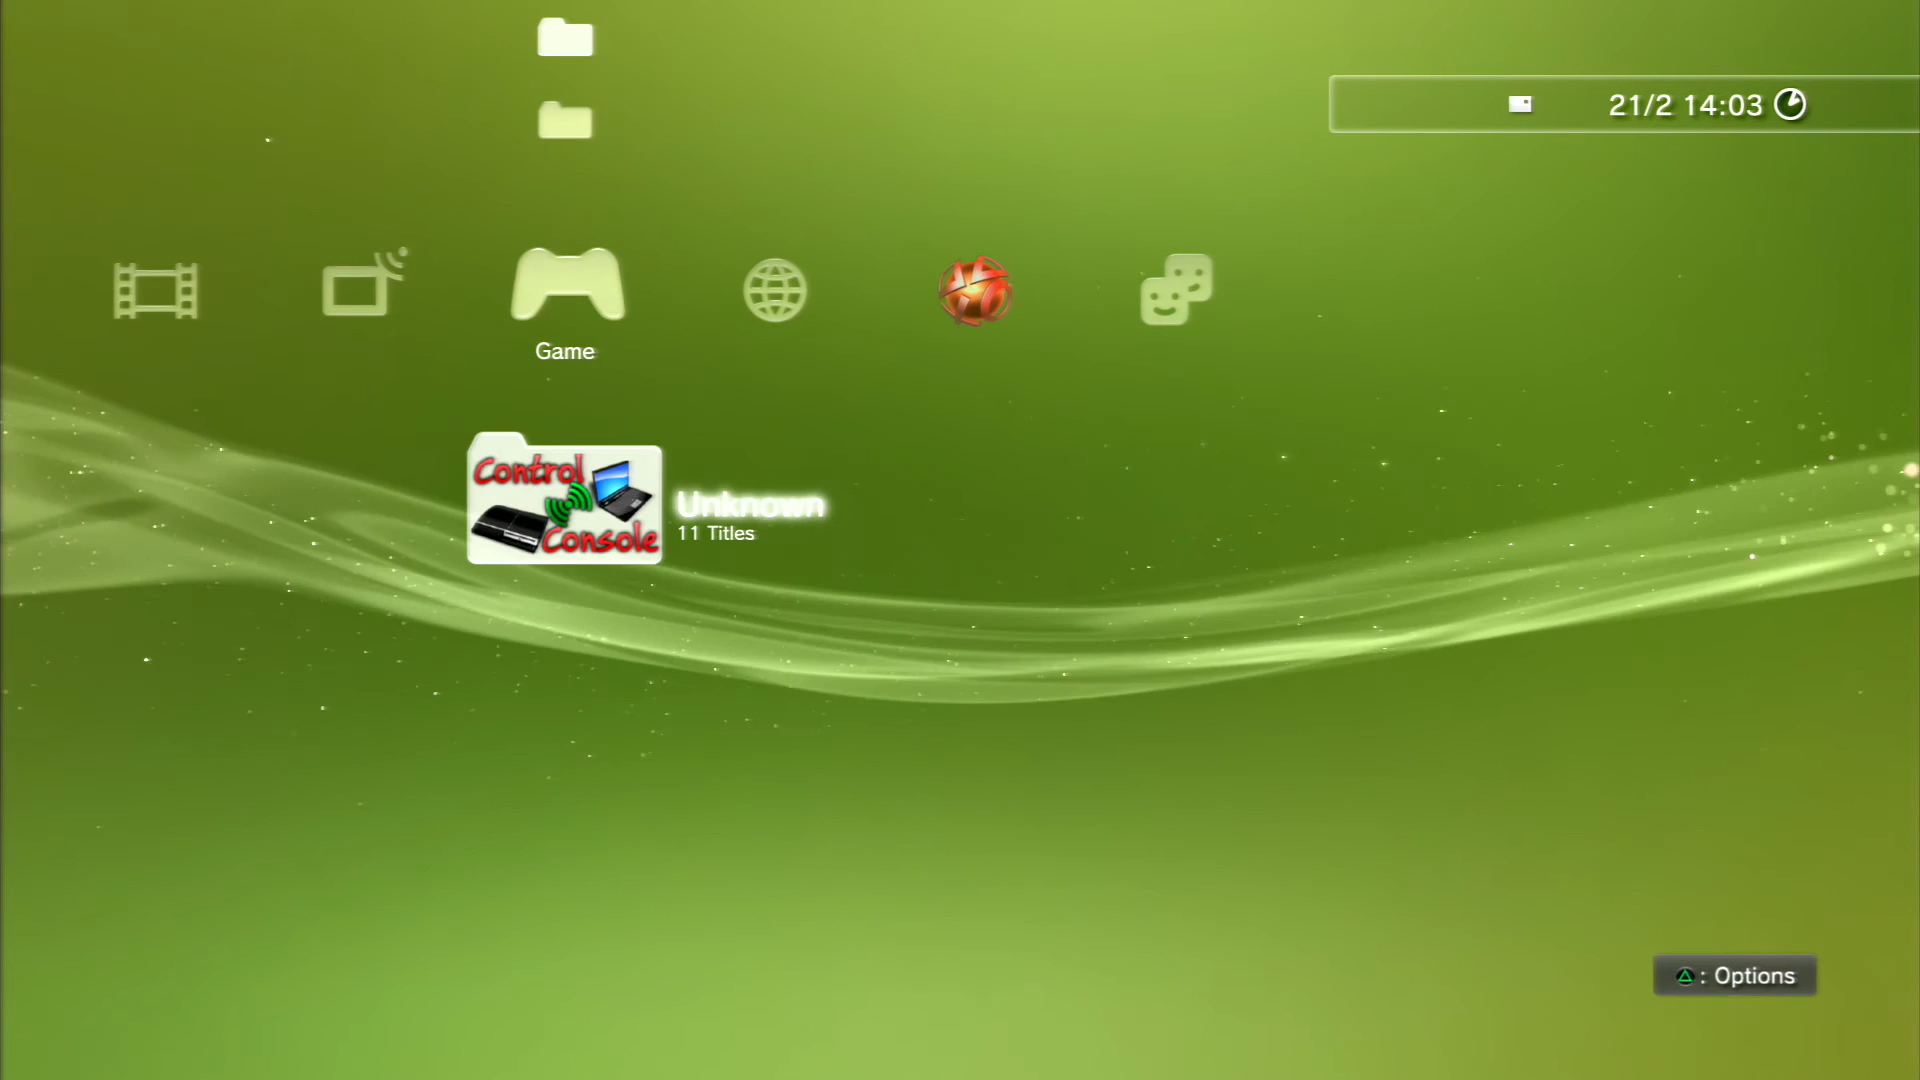 21/2 14:03
Game
Control
Console
Unknown
11 Titles
: Options